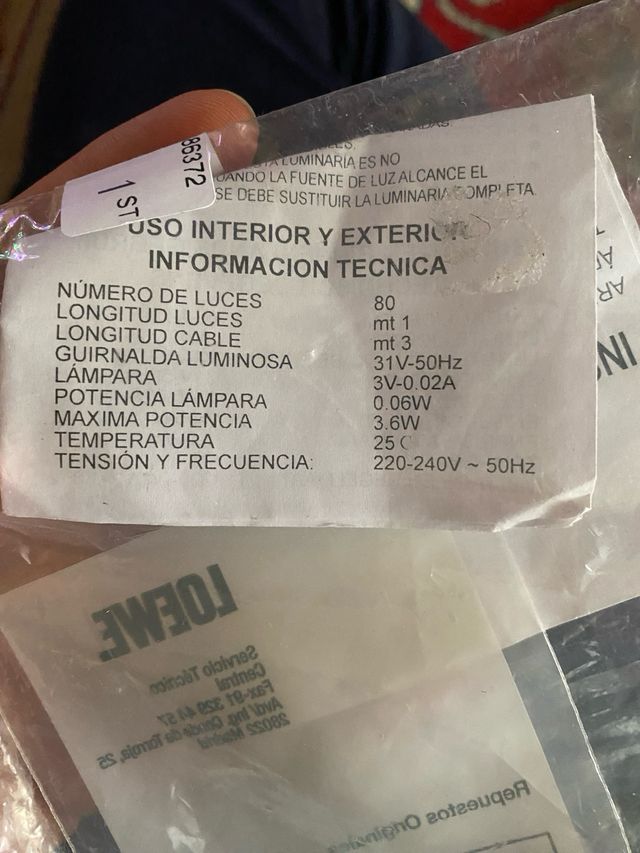 86372
1 ST
TA LUMINARIA ES NO
CUANDO LA FUENTE DE LUZ ALCANCE EL
SE DEBE SUSTITUIR LA LUMINARIA COMPLETA
USO INTERIOR Y EXTERIOR
INFORMACION TECNICA
NÚMERO DE LUCES 80
LONGITUD LUCES mt 1
LONGITUD CABLE mt 3
GUIRNALDA LUMINOSA 31V-50Hz
LÁMPARA 3V-0.02A
POTENCIA LÁMPARA 0.06W
MAXIMA POTENCIA 3.6W
TEMPERATURA 25 C
TENSIÓN Y FRECUENCIA: 220-240V ~ 50Hz
LOEWE.
Servicio Técnico
Central
Fax-91 329 44 57
Avd/ Ing. Conde de Torroja, 25
28022 Madrid
Repuestos Originales